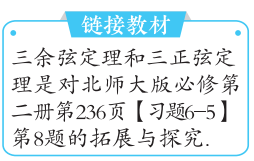 链接教材
三余弦定理和三正弦定
理是对北师大版必修第
二册第236页【习题6-5】
第8题的拓展与探究.